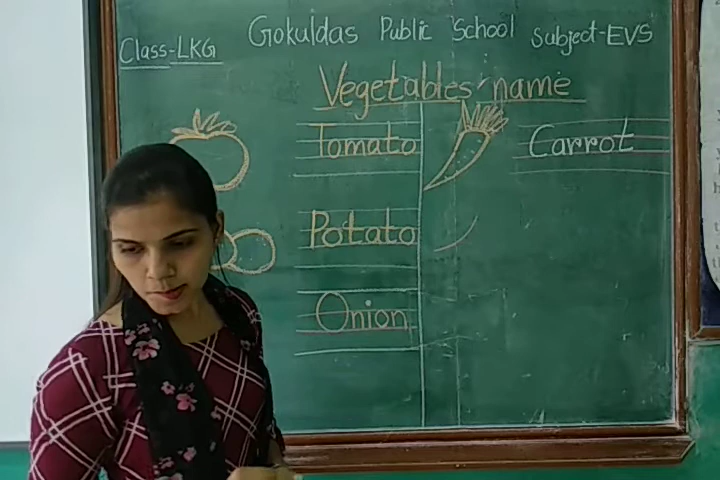 Class-LKG Gokuldas Public School Subject-EVS
Vegetables name
Tomato
Carrot
Potato
Onion